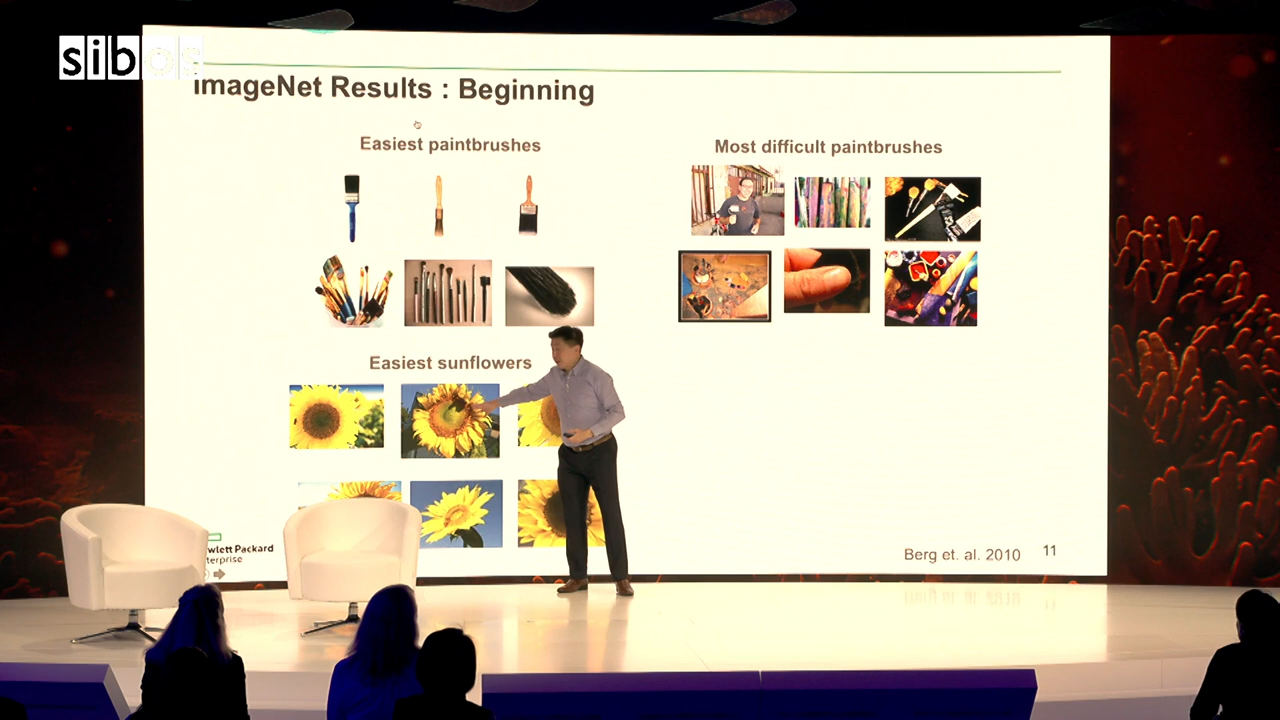 sibos
ImageNet Results : Beginning
Easiest paintbrushes
Most difficult paintbrushes
Easiest sunflowers
wlett Packard
terprise
Berg et. al. 2010
11